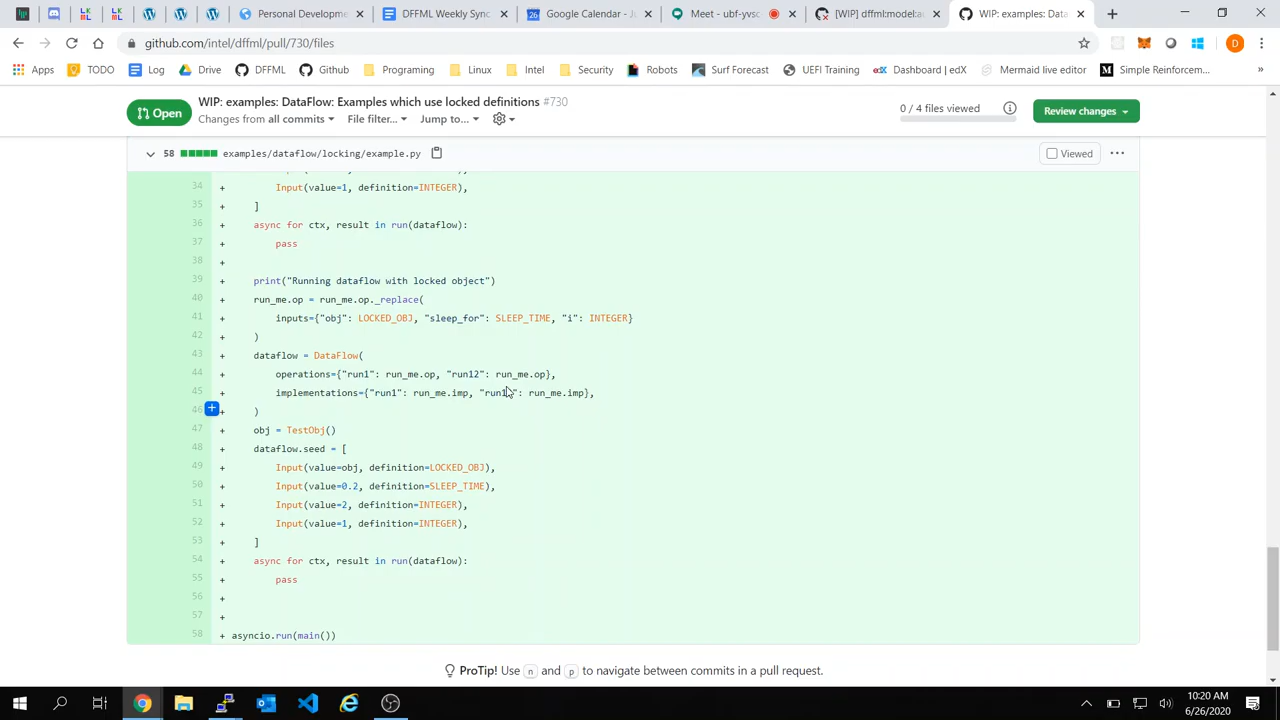 Personal Developme
DFFML Weekly Sync
Google Calendar - Ju
Meet - ubf-yvsc
[WIP] dffml:model:au
WIP: examples: Data
github.com/intel/dffml/pull/730/files
Apps
TODO
Log
Drive
DFFML
Github
Programing
Linux
Intel
Security
Robots
Surf Forecast
UEFI Training
Dashboard | edX
Mermaid live editor
Simple Reinforcem...
Open
WIP: examples: DataFlow: Examples which use locked definitions #730
Changes from all commits
File filter...
Jump to...
0 / 4 files viewed
Review changes
58 examples/dataflow/locking/example.py
Viewed
34 + Input(value=1, definition=INTEGER),
35 + ]
36 + async for ctx, result in run(dataflow):
37 + pass
38 +
39 + print("Running dataflow with locked object")
40 + run_me.op = run_me.op._replace(
41 + inputs={"obj": LOCKED_OBJ, "sleep_for": SLEEP_TIME, "i": INTEGER}
42 + )
43 + dataflow = DataFlow(
44 + operations={"run1": run_me.op, "run12": run_me.op},
45 + implementations={"run1": run_me.imp, "run12": run_me.imp},
46 + )
47 + obj = TestObj()
48 + dataflow.seed = [
49 + Input(value=obj, definition=LOCKED_OBJ),
50 + Input(value=0.2, definition=SLEEP_TIME),
51 + Input(value=2, definition=INTEGER),
52 + Input(value=1, definition=INTEGER),
53 + ]
54 + async for ctx, result in run(dataflow):
55 + pass
56 +
57 +
58 + asyncio.run(main())
ProTip! Use n and p to navigate between commits in a pull request.
10:20 AM
6/26/2020